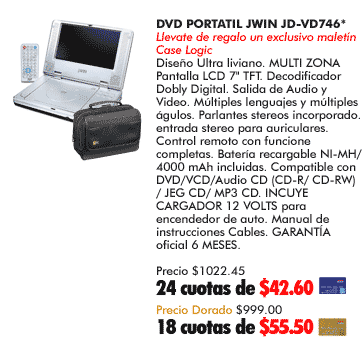 DVD PORTATIL JWIN JD-VD746*
Llevate de regalo un exclusivo maletin
Case Logic
Diseño Ultra liviano. MULTI ZONA
Pantalla LCD 7" TFT. Decodificador
Dobly Digital. Salida de Audio y
Video. Múltiples lenguajes y múltiples
águlos. Parlantes stereos incorporado.
entrada stereo para auriculares.
Control remoto con funcione
completas. Batería recargable NI-MH/
4000 mAh incluidas. Compatible con
DVD/VCD/Audio CD (CD-R/ CD-RW)
/ JEG CD/ MP3 CD. INCUYE
CARGADOR 12 VOLTS para
encendedor de auto. Manual de
instrucciones Cables. GARANTÍA
oficial 6 MESES.
Precio $1022.45
24 cuotas de $42.60
Precio Dorado $999.00
18 cuotas de $55.50